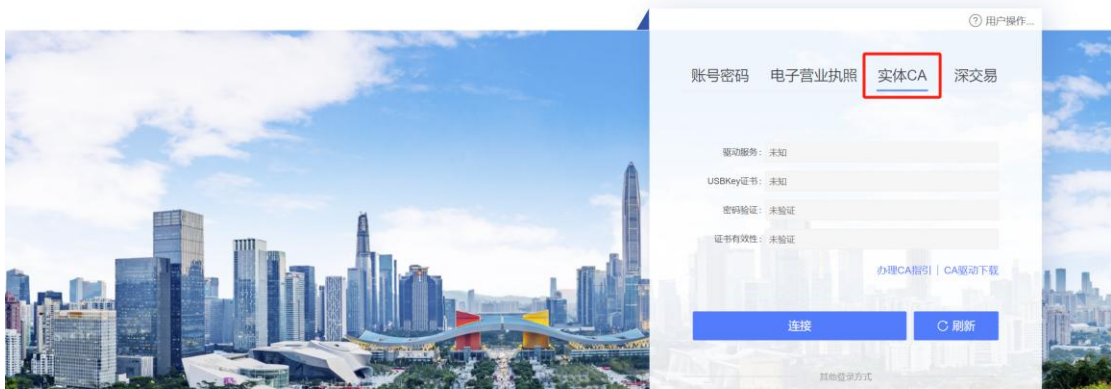 用户操作...
账号密码 电子营业执照 实体CA 深交易
驱动服务： 未知
USBKey证书： 未知
密码验证： 未验证
证书有效性： 未验证
办理CA指引 | CA驱动下载
连接 刷新
其他登录方式